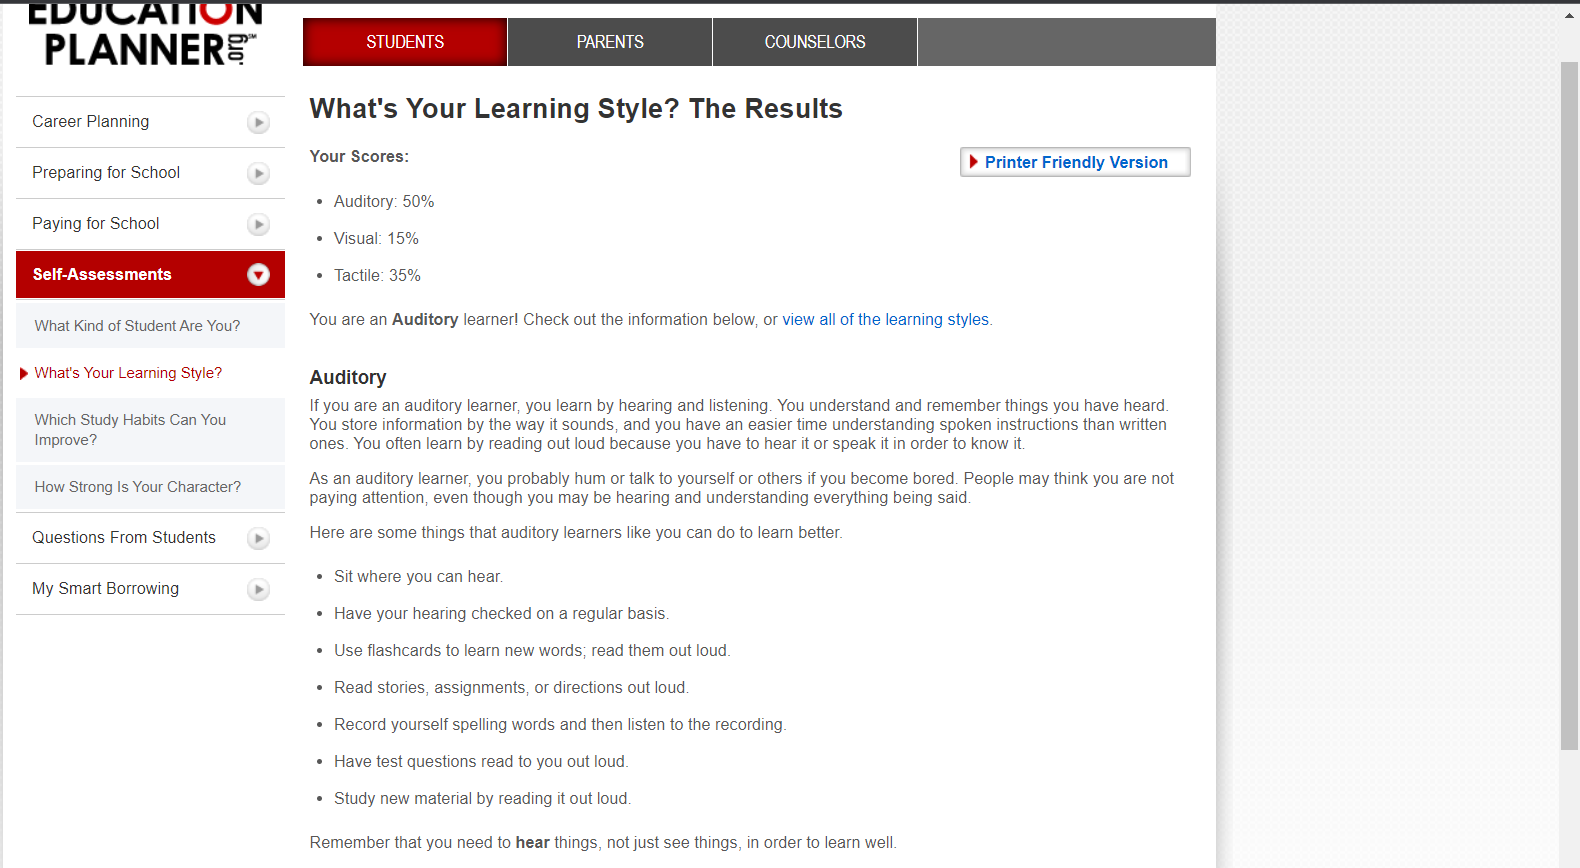 EDUCATION
PLANNER.org SM
STUDENTS
PARENTS
COUNSELORS
Career Planning
Preparing for School
Paying for School
Self-Assessments
What Kind of Student Are You?
What's Your Learning Style?
Which Study Habits Can You
Improve?
How Strong Is Your Character?
Questions From Students
My Smart Borrowing
What's Your Learning Style? The Results
Your Scores:
Printer Friendly Version
• Auditory: 50%
• Visual: 15%
• Tactile: 35%
You are an Auditory learner! Check out the information below, or view all of the learning styles.
Auditory
If you are an auditory learner, you learn by hearing and listening. You understand and remember things you have heard.
You store information by the way it sounds, and you have an easier time understanding spoken instructions than written
ones. You often learn by reading out loud because you have to hear it or speak it in order to know it.
As an auditory learner, you probably hum or talk to yourself or others if you become bored. People may think you are not
paying attention, even though you may be hearing and understanding everything being said.
Here are some things that auditory learners like you can do to learn better.
• Sit where you can hear.
• Have your hearing checked on a regular basis.
• Use flashcards to learn new words; read them out loud.
• Read stories, assignments, or directions out loud.
• Record yourself spelling words and then listen to the recording.
• Have test questions read to you out loud.
• Study new material by reading it out loud.
Remember that you need to hear things, not just see things, in order to learn well.